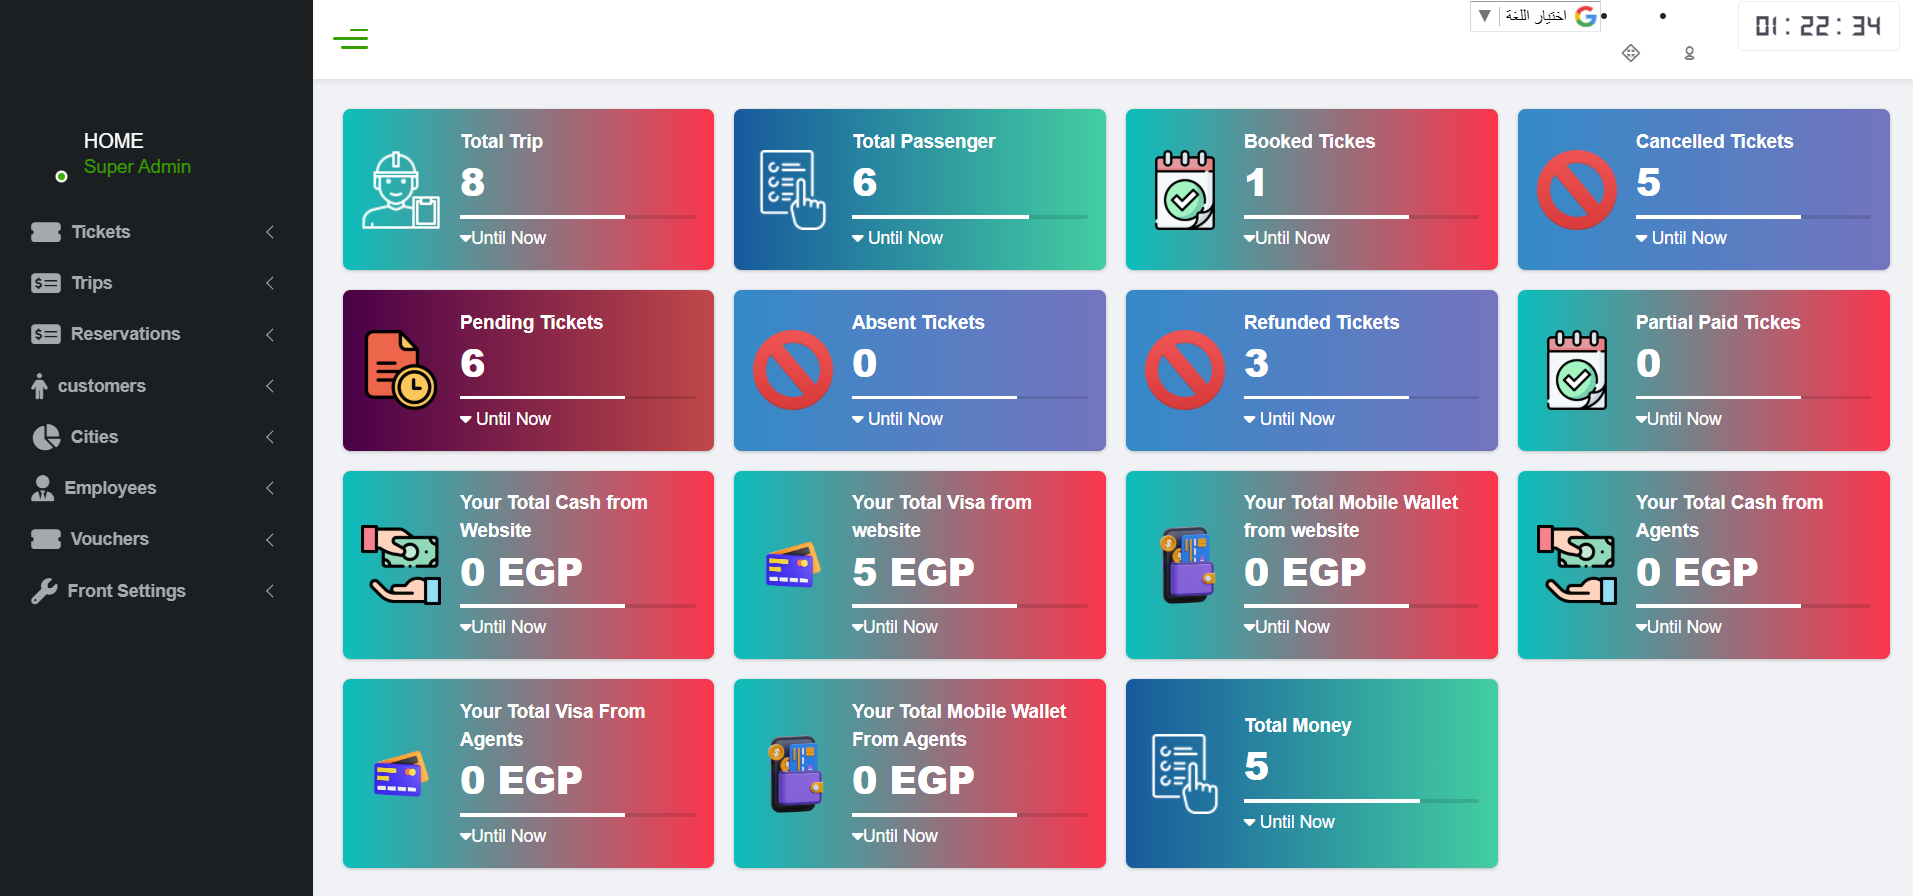 اختيار اللغة ▼
01:22:34
HOME
Super Admin
Tickets
Trips
Reservations
customers
Cities
Employees
Vouchers
Front Settings
Total Trip
8
Until Now
Total Passenger
6
Until Now
Booked Tickes
1
Until Now
Cancelled Tickets
5
Until Now
Pending Tickets
6
Until Now
Absent Tickets
0
Until Now
Refunded Tickets
3
Until Now
Partial Paid Tickes
0
Until Now
Your Total Cash from
Website
0 EGP
Until Now
Your Total Visa from
website
5 EGP
Until Now
Your Total Mobile Wallet
from website
0 EGP
Until Now
Your Total Cash from
Agents
0 EGP
Until Now
Your Total Visa From
Agents
0 EGP
Until Now
Your Total Mobile Wallet
From Agents
0 EGP
Until Now
Total Money
5
Until Now